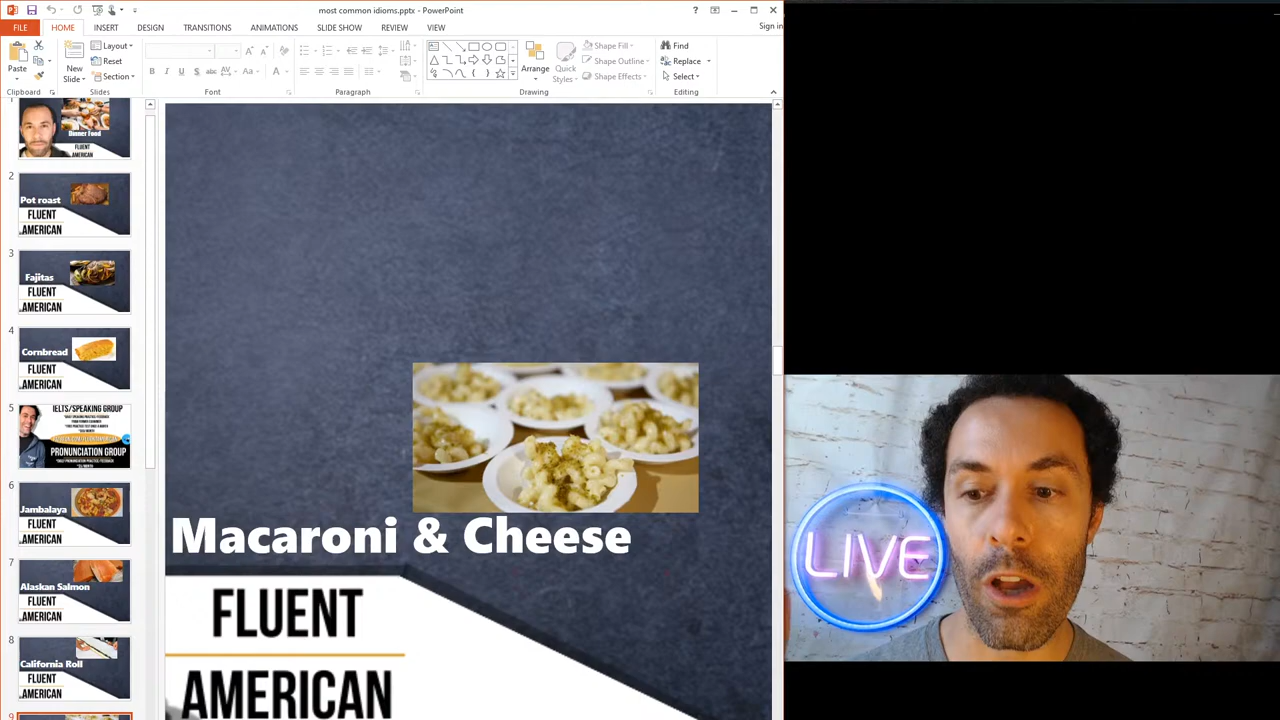 most common idioms.pptx - PowerPoint
Sign in
FILE HOME INSERT DESIGN TRANSITIONS ANIMATIONS SLIDE SHOW REVIEW VIEW
Paste
New
Slide
Layout
Reset
Section
Shape Fill
Shape Outline
Shape Effects
Arrange
Quick
Styles
Find
Replace
Select
Clipboard Slides Font Paragraph Drawing Editing
Dinner Food
FLUENT
AMERICAN
2
Pot roast
FLUENT
AMERICAN
3
Fajitas
FLUENT
AMERICAN
4
Cornbread
FLUENT
AMERICAN
5
IELTS/SPEAKING GROUP
PRONUNCIATION GROUP
6
Jambalaya
FLUENT
AMERICAN
7
Alaskan Salmon
FLUENT
AMERICAN
8
California Roll
FLUENT
AMERICAN
9
Macaroni & Cheese
FLUENT
AMERICAN
LIVE